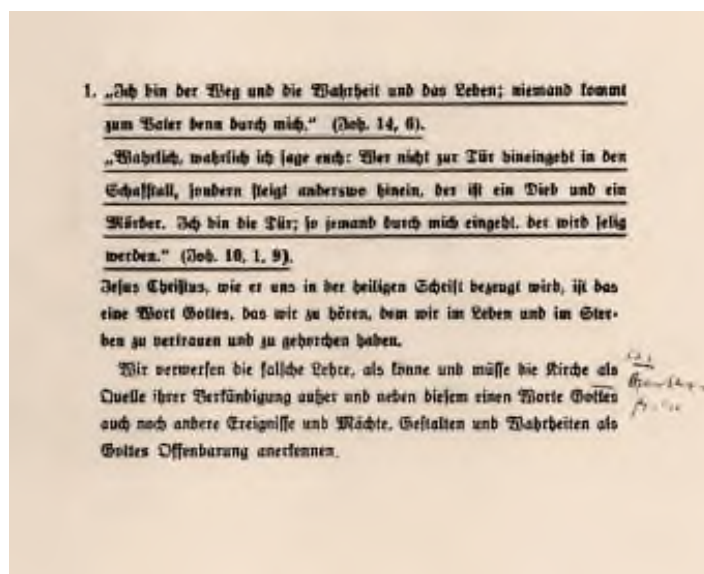 1. „Ich bin der Weg und die Wahrheit und das Leben; niemand kommt
zum Vater denn durch mich.“ (Joh. 14, 6).
„Wahrlich, wahrlich ich sage euch: Wer nicht zur Tür hineingeht in den
Schafstall, sondern steigt anderswo hinein, der ist ein Dieb und ein
Mörder. Ich bin die Tür; so jemand durch mich eingeht, der wird selig
werden.“ (Joh. 10, 1. 9).
Jesus Christus, wie er uns in der heiligen Schrift bezeugt wird, ist das
eine Wort Gottes, das wir zu hören, dem wir im Leben und im Ster-
ben zu vertrauen und zu gehorchen haben.
Wir verwerfen die falsche Lehre, als könne und müsse die Kirche als
Quelle ihrer Verkündigung außer und neben diesem einen Worte Gottes
auch noch andere Ereignisse und Mächte, Gestalten und Wahrheiten als
Gottes Offenbarung anerkennen.